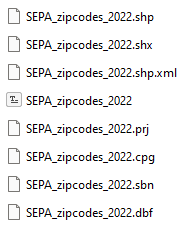 SEPA_zipcodes_2022.shp
SEPA_zipcodes_2022.shx
SEPA_zipcodes_2022.shp.xml
SEPA_zipcodes_2022
SEPA_zipcodes_2022.prj
SEPA_zipcodes_2022.cpg
SEPA_zipcodes_2022.sbn
SEPA_zipcodes_2022.dbf